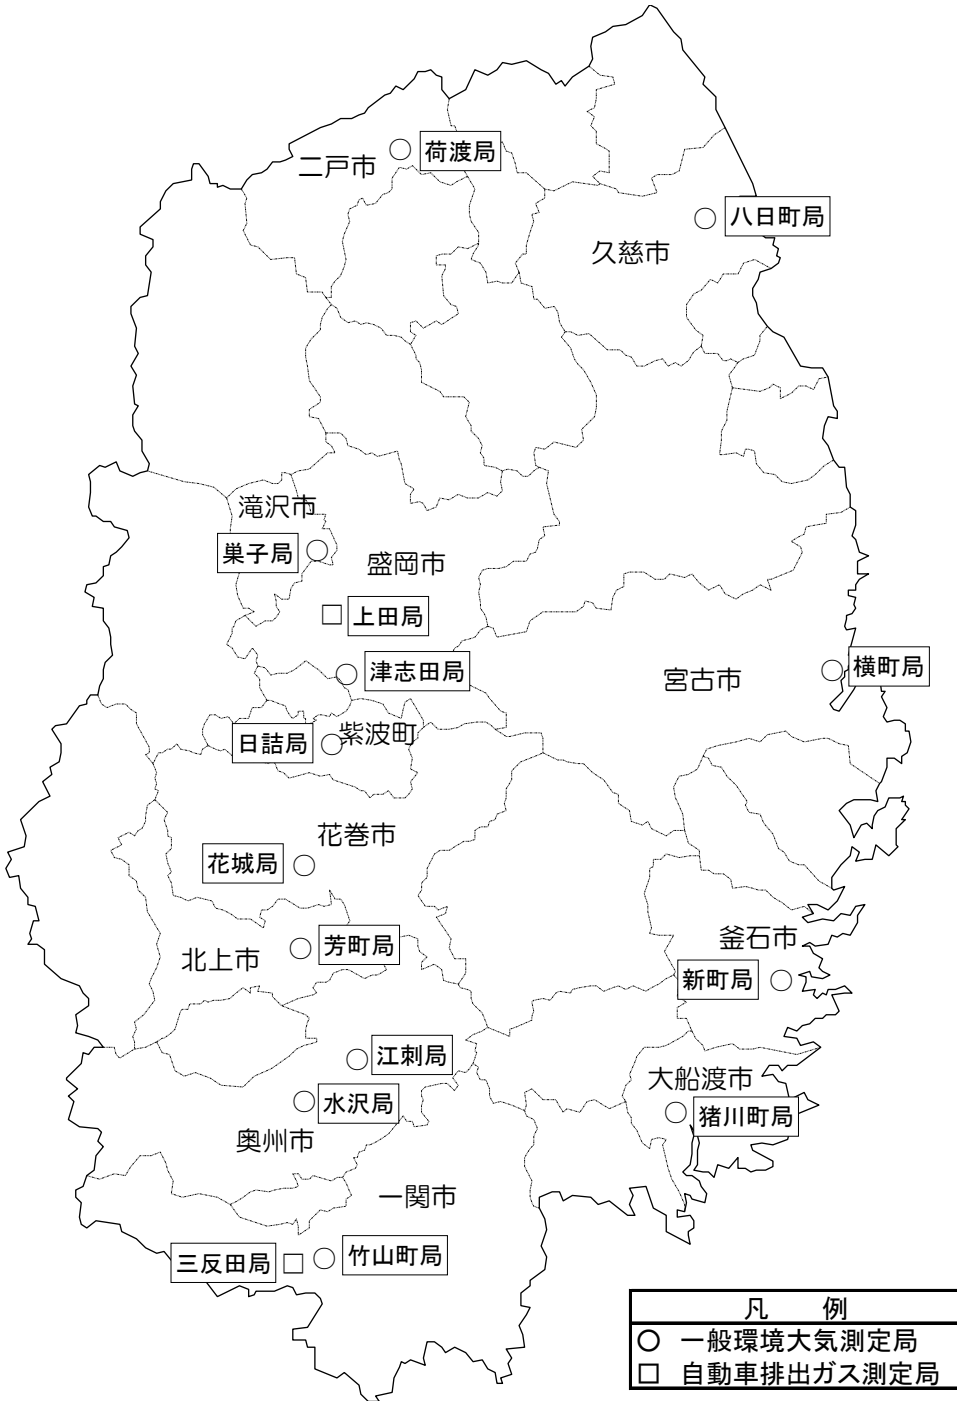 二戸市
荷渡局
八日町局
久慈市
滝沢市
巣子局
盛岡市
上田局
津志田局
宮古市
横町局
紫波町
日詰局
花巻市
花城局
北上市
芳町局
釜石市
新町局
江刺局
水沢局
奥州市
大船渡市
猪川町局
一関市
三反田局
竹山町局
凡 例
○ 一般環境大気測定局
□ 自動車排出ガス測定局